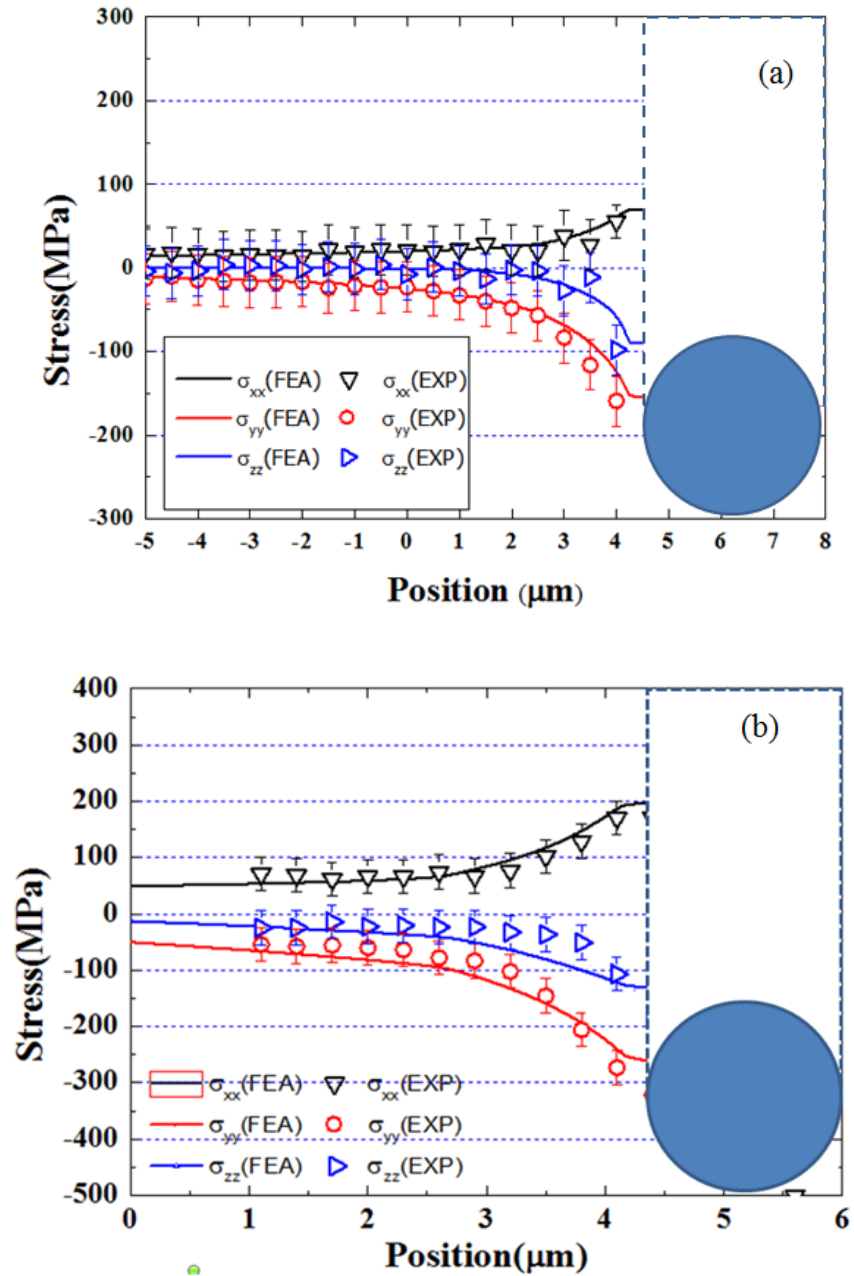 300
(a)
200
100
0
-100
-200
-300
Stress(MPa)
σxx(FEA) σxx(EXP)
σyy(FEA) σyy(EXP)
σzz(FEA) σzz(EXP)
-5 -4 -3 -2 -1 0 1 2 3 4 5 6 7 8
Position (μm)
400
(b)
300
200
100
0
-100
-200
-300
-400
-500
Stress(MPa)
σxx(FEA) σxx(EXP)
σyy(FEA) σyy(EXP)
σzz(FEA) σzz(EXP)
0 1 2 3 4 5 6
Position(μm)